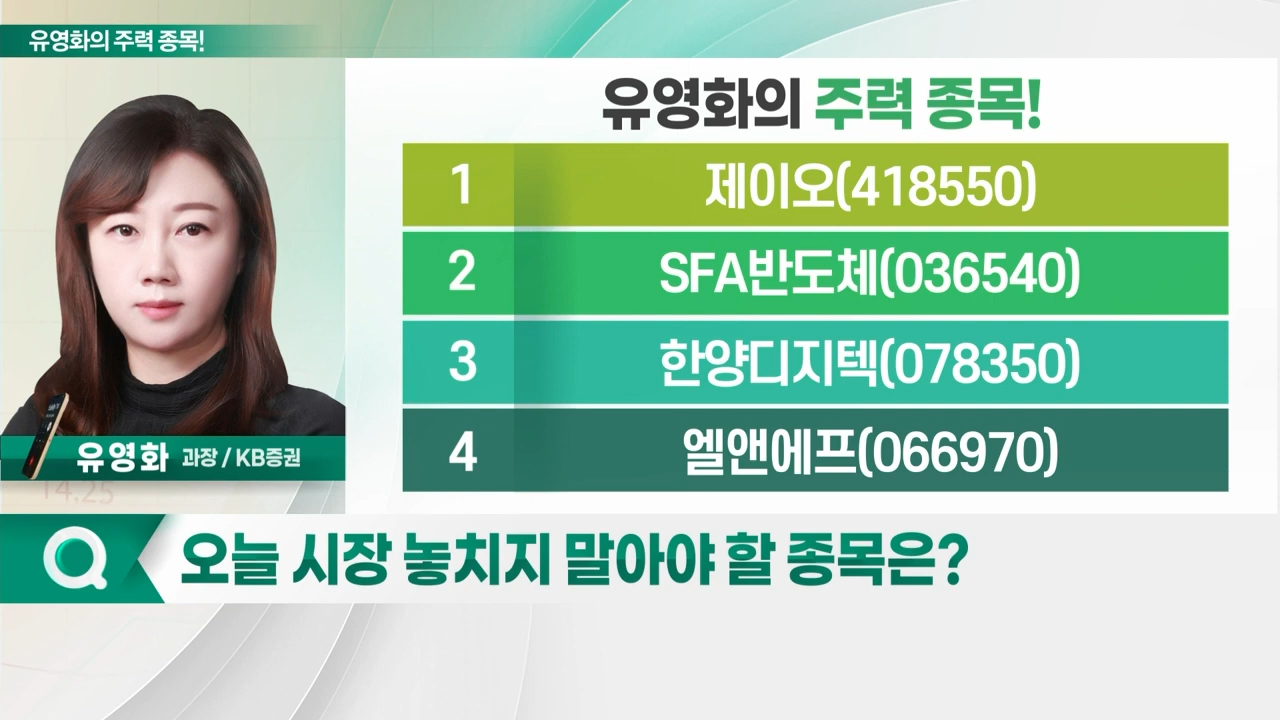 유영화의 주력 종목!
유영화의 주력 종목!
1 제이오(418550)
2 SFA반도체(036540)
3 한양디지텍(078350)
4 엘앤에프(066970)
유영화 과장 / KB증권
14.25
Q 오늘 시장 놓치지 말아야 할 종목은?